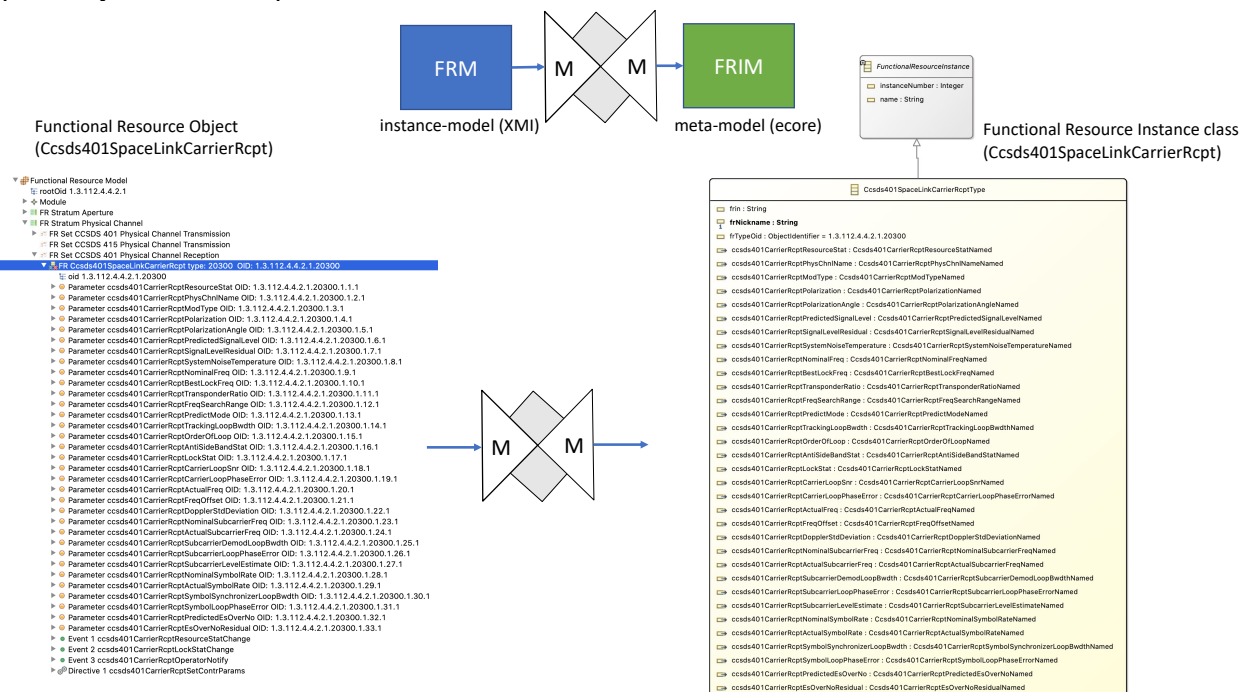 FRM
M
M
FRIM
instance-model (XMI)
meta-model (ecore)
FunctionalResourceInstance
instanceNumber : Integer
name : String
Functional Resource Object
(Ccsds401SpaceLinkCarrierRcpt)
Functional Resource Instance class
(Ccsds401SpaceLinkCarrierRcpt)
Functional Resource Model
rootOid 1.3.112.4.4.2.1
Module
FR Stratum Aperture
FR Stratum Physical Channel
FR Set CCSDS 401 Physical Channel Transmission
FR Set CCSDS 415 Physical Channel Transmission
FR Set CCSDS 401 Physical Channel Reception
FR Ccsds401SpaceLinkCarrierRcpt type: 20300 OID: 1.3.112.4.4.2.1.20300
oid 1.3.112.4.4.2.1.20300
Parameter ccsds401CarrierRcptResourceStat OID: 1.3.112.4.4.2.1.20300.1.1.1
Parameter ccsds401CarrierRcptPhysChnlName OID: 1.3.112.4.4.2.1.20300.1.2.1
Parameter ccsds401CarrierRcptModType OID: 1.3.112.4.4.2.1.20300.1.3.1
Parameter ccsds401CarrierRcptPolarization OID: 1.3.112.4.4.2.1.20300.1.4.1
Parameter ccsds401CarrierRcptPolarizationAngle OID: 1.3.112.4.4.2.1.20300.1.5.1
Parameter ccsds401CarrierRcptPredictedSignalLevel OID: 1.3.112.4.4.2.1.20300.1.6.1
Parameter ccsds401CarrierRcptSignalLevelResidual OID: 1.3.112.4.4.2.1.20300.1.7.1
Parameter ccsds401CarrierRcptSystemNoiseTemperature OID: 1.3.112.4.4.2.1.20300.1.8.1
Parameter ccsds401CarrierRcptNominalFreq OID: 1.3.112.4.4.2.1.20300.1.9.1
Parameter ccsds401CarrierRcptBestLockFreq OID: 1.3.112.4.4.2.1.20300.1.10.1
Parameter ccsds401CarrierRcptTransponderRatio OID: 1.3.112.4.4.2.1.20300.1.11.1
Parameter ccsds401CarrierRcptFreqSearchRange OID: 1.3.112.4.4.2.1.20300.1.12.1
Parameter ccsds401CarrierRcptPredictMode OID: 1.3.112.4.4.2.1.20300.1.13.1
Parameter ccsds401CarrierRcptTrackingLoopBwdth OID: 1.3.112.4.4.2.1.20300.1.14.1
Parameter ccsds401CarrierRcptOrderOfLoop OID: 1.3.112.4.4.2.1.20300.1.15.1
Parameter ccsds401CarrierRcptAntiSideBandStat OID: 1.3.112.4.4.2.1.20300.1.16.1
Parameter ccsds401CarrierRcptLockStat OID: 1.3.112.4.4.2.1.20300.1.17.1
Parameter ccsds401CarrierRcptCarrierLoopSnr OID: 1.3.112.4.4.2.1.20300.1.18.1
Parameter ccsds401CarrierRcptCarrierLoopPhaseError OID: 1.3.112.4.4.2.1.20300.1.19.1
Parameter ccsds401CarrierRcptActualFreq OID: 1.3.112.4.4.2.1.20300.1.20.1
Parameter ccsds401CarrierRcptFreqOffset OID: 1.3.112.4.4.2.1.20300.1.21.1
Parameter ccsds401CarrierRcptDopplerStdDeviation OID: 1.3.112.4.4.2.1.20300.1.22.1
Parameter ccsds401CarrierRcptNominalSubcarrierFreq OID: 1.3.112.4.4.2.1.20300.1.23.1
Parameter ccsds401CarrierRcptActualSubcarrierFreq OID: 1.3.112.4.4.2.1.20300.1.24.1
Parameter ccsds401CarrierRcptSubcarrierDemodLoopBwdth OID: 1.3.112.4.4.2.1.20300.1.25.1
Parameter ccsds401CarrierRcptSubcarrierLoopPhaseError OID: 1.3.112.4.4.2.1.20300.1.26.1
Parameter ccsds401CarrierRcptSubcarrierLevelEstimate OID: 1.3.112.4.4.2.1.20300.1.27.1
Parameter ccsds401CarrierRcptNominalSymbolRate OID: 1.3.112.4.4.2.1.20300.1.28.1
Parameter ccsds401CarrierRcptActualSymbolRate OID: 1.3.112.4.4.2.1.20300.1.29.1
Parameter ccsds401CarrierRcptSymbolSynchronizerLoopBwdth OID: 1.3.112.4.4.2.1.20300.1.30.1
Parameter ccsds401CarrierRcptSymbolLoopPhaseError OID: 1.3.112.4.4.2.1.20300.1.31.1
Parameter ccsds401CarrierRcptPredictedEsOverNo OID: 1.3.112.4.4.2.1.20300.1.32.1
Parameter ccsds401CarrierRcptEsOverNoResidual OID: 1.3.112.4.4.2.1.20300.1.33.1
Event 1 ccsds401CarrierRcptResourceStatChange
Event 2 ccsds401CarrierRcptLockStatChange
Event 3 ccsds401CarrierRcptOperatorNotify
Directive 1 ccsds401CarrierRcptSetContrParams
M
M
Ccsds401SpaceLinkCarrierRcptType
frin : String
frNickname : String
frTypeOid : ObjectIdentifier = 1.3.112.4.4.2.1.20300
ccsds401CarrierRcptResourceStat : Ccsds401CarrierRcptResourceStatNamed
ccsds401CarrierRcptPhysChnlName : Ccsds401CarrierRcptPhysChnlNameNamed
ccsds401CarrierRcptModType : Ccsds401CarrierRcptModTypeNamed
ccsds401CarrierRcptPolarization : Ccsds401CarrierRcptPolarizationNamed
ccsds401CarrierRcptPolarizationAngle : Ccsds401CarrierRcptPolarizationAngleNamed
ccsds401CarrierRcptPredictedSignalLevel : Ccsds401CarrierRcptPredictedSignalLevelNamed
ccsds401CarrierRcptSignalLevelResidual : Ccsds401CarrierRcptSignalLevelResidualNamed
ccsds401CarrierRcptSystemNoiseTemperature : Ccsds401CarrierRcptSystemNoiseTemperatureNamed
ccsds401CarrierRcptNominalFreq : Ccsds401CarrierRcptNominalFreqNamed
ccsds401CarrierRcptBestLockFreq : Ccsds401CarrierRcptBestLockFreqNamed
ccsds401CarrierRcptTransponderRatio : Ccsds401CarrierRcptTransponderRatioNamed
ccsds401CarrierRcptFreqSearchRange : Ccsds401CarrierRcptFreqSearchRangeNamed
ccsds401CarrierRcptPredictMode : Ccsds401CarrierRcptPredictModeNamed
ccsds401CarrierRcptTrackingLoopBwdth : Ccsds401CarrierRcptTrackingLoopBwdthNamed
ccsds401CarrierRcptOrderOfLoop : Ccsds401CarrierRcptOrderOfLoopNamed
ccsds401CarrierRcptAntiSideBandStat : Ccsds401CarrierRcptAntiSideBandStatNamed
ccsds401CarrierRcptLockStat : Ccsds401CarrierRcptLockStatNamed
ccsds401CarrierRcptCarrierLoopSnr : Ccsds401CarrierRcptCarrierLoopSnrNamed
ccsds401CarrierRcptCarrierLoopPhaseError : Ccsds401CarrierRcptCarrierLoopPhaseErrorNamed
ccsds401CarrierRcptActualFreq : Ccsds401CarrierRcptActualFreqNamed
ccsds401CarrierRcptFreqOffset : Ccsds401CarrierRcptFreqOffsetNamed
ccsds401CarrierRcptDopplerStdDeviation : Ccsds401CarrierRcptDopplerStdDeviationNamed
ccsds401CarrierRcptNominalSubcarrierFreq : Ccsds401CarrierRcptNominalSubcarrierFreqNamed
ccsds401CarrierRcptActualSubcarrierFreq : Ccsds401CarrierRcptActualSubcarrierFreqNamed
ccsds401CarrierRcptSubcarrierDemodLoopBwdth : Ccsds401CarrierRcptSubcarrierDemodLoopBwdthNamed
ccsds401CarrierRcptSubcarrierLoopPhaseError : Ccsds401CarrierRcptSubcarrierLoopPhaseErrorNamed
ccsds401CarrierRcptSubcarrierLevelEstimate : Ccsds401CarrierRcptSubcarrierLevelEstimateNamed
ccsds401CarrierRcptNominalSymbolRate : Ccsds401CarrierRcptNominalSymbolRateNamed
ccsds401CarrierRcptActualSymbolRate : Ccsds401CarrierRcptActualSymbolRateNamed
ccsds401CarrierRcptSymbolSynchronizerLoopBwdth : Ccsds401CarrierRcptSymbolSynchronizerLoopBwdthNamed
ccsds401CarrierRcptSymbolLoopPhaseError : Ccsds401CarrierRcptSymbolLoopPhaseErrorNamed
ccsds401CarrierRcptPredictedEsOverNo : Ccsds401CarrierRcptPredictedEsOverNoNamed
ccsds401CarrierRcptEsOverNoResidual : Ccsds401CarrierRcptEsOverNoResidualNamed